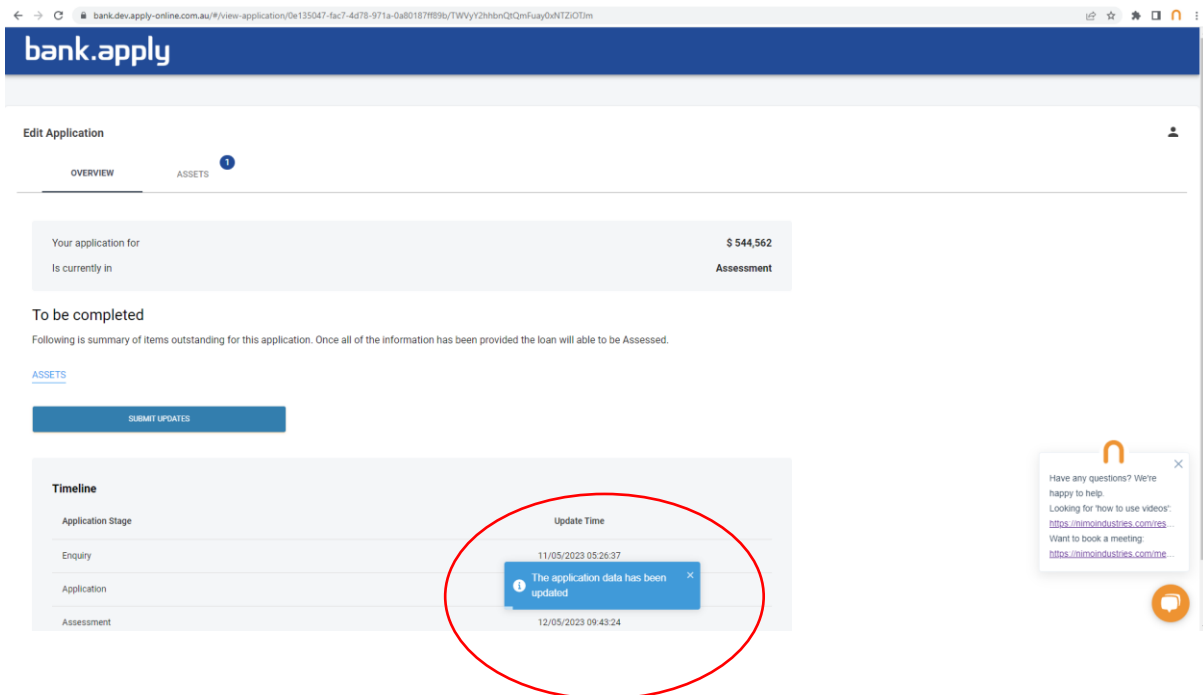 bank.dev.apply-online.com.au/#/view-application/0e135047-fac7-4d78-971a-0a80187ff89b/TWVyY2hhbnQtQmFuay0xNTZiOTJm
bank.apply
Edit Application
OVERVIEW
ASSETS
1
Your application for
$ 544,562
Is currently in
Assessment
To be completed
Following is summary of items outstanding for this application. Once all of the information has been provided the loan will able to be Assessed.
ASSETS
SUBMIT UPDATES
Timeline
Application Stage
Update Time
Enquiry
11/05/2023 05:26:37
Application
The application data has been
updated
Assessment
12/05/2023 09:43:24
Have any questions? We're
happy to help.
Looking for 'how to use videos':
https://nimoindustries.com/res...
Want to book a meeting:
https://nimoindustries.com/me...